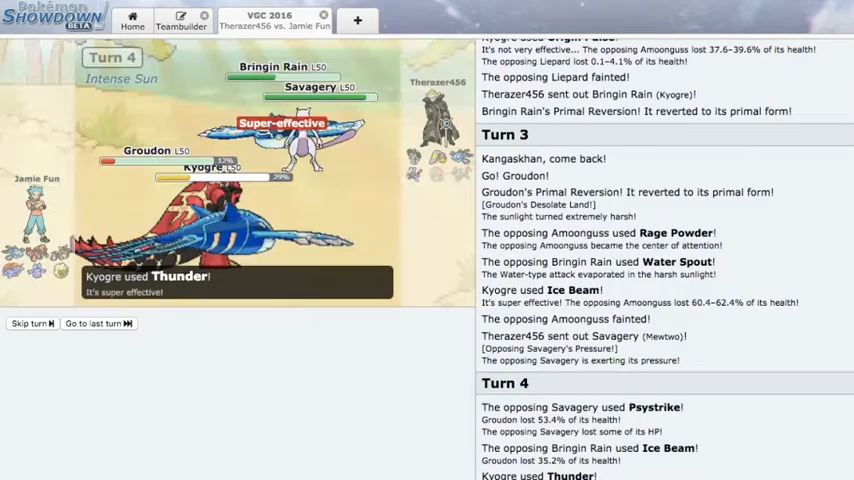 Pokémon
SHOWDOWN
BETA
Home
Teambuilder
VGC 2016
Therazer456 vs. Jamie Fun
Turn 4
Intense Sun
Bringin Rain L50
Savagery L50
Therazer456
Super-effective
Groudon L50
12%
Kyogre L50
29%
Jamie Fun
Kyogre used Thunder!
It's super effective!
Skip turn
Go to last turn
It's not very effective... The opposing Amoonguss lost 37.6–39.6% of its health!
The opposing Liepard lost 0.1–4.1% of its health!
The opposing Liepard fainted!
Therazer456 sent out Bringin Rain (Kyogre)!
Bringin Rain's Primal Reversion! It reverted to its primal form!
Turn 3
Kangaskhan, come back!
Go! Groudon!
Groudon's Primal Reversion! It reverted to its primal form!
[Groudon's Desolate Land!]
The sunlight turned extremely harsh!
The opposing Amoonguss used Rage Powder!
The opposing Amoonguss became the center of attention!
The opposing Bringin Rain used Water Spout!
The Water-type attack evaporated in the harsh sunlight!
Kyogre used Ice Beam!
It's super effective! The opposing Amoonguss lost 60.4–62.4% of its health!
The opposing Amoonguss fainted!
Therazer456 sent out Savagery (Mewtwo)!
[Opposing Savagery's Pressure!]
The opposing Savagery is exerting its pressure!
Turn 4
The opposing Savagery used Psystrike!
Groudon lost 53.4% of its health!
The opposing Savagery lost some of its HP!
The opposing Bringin Rain used Ice Beam!
Groudon lost 35.2% of its health!
Kyogre used Thunder!